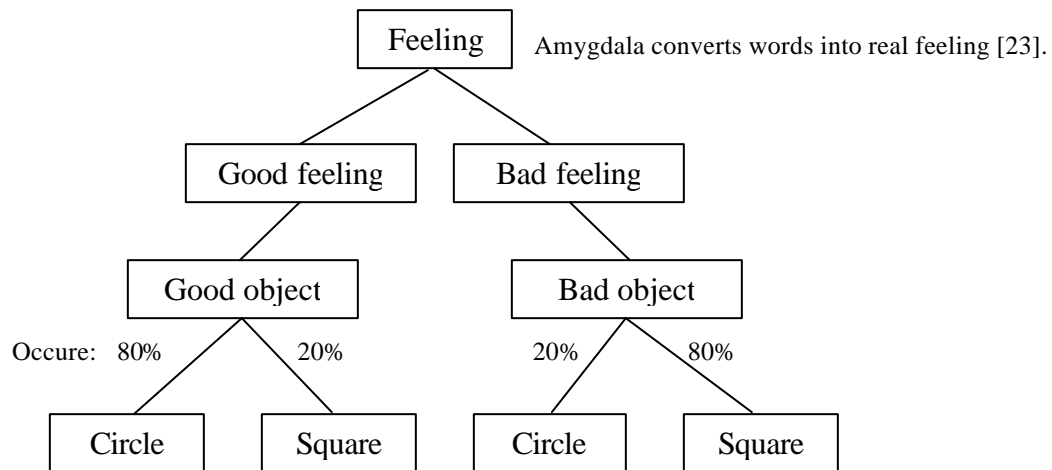 Feeling
Amygdala converts words into real feeling [23].
Good feeling
Bad feeling
Good object
Bad object
Occure: 80% 20% 20% 80%
Circle
Square
Circle
Square